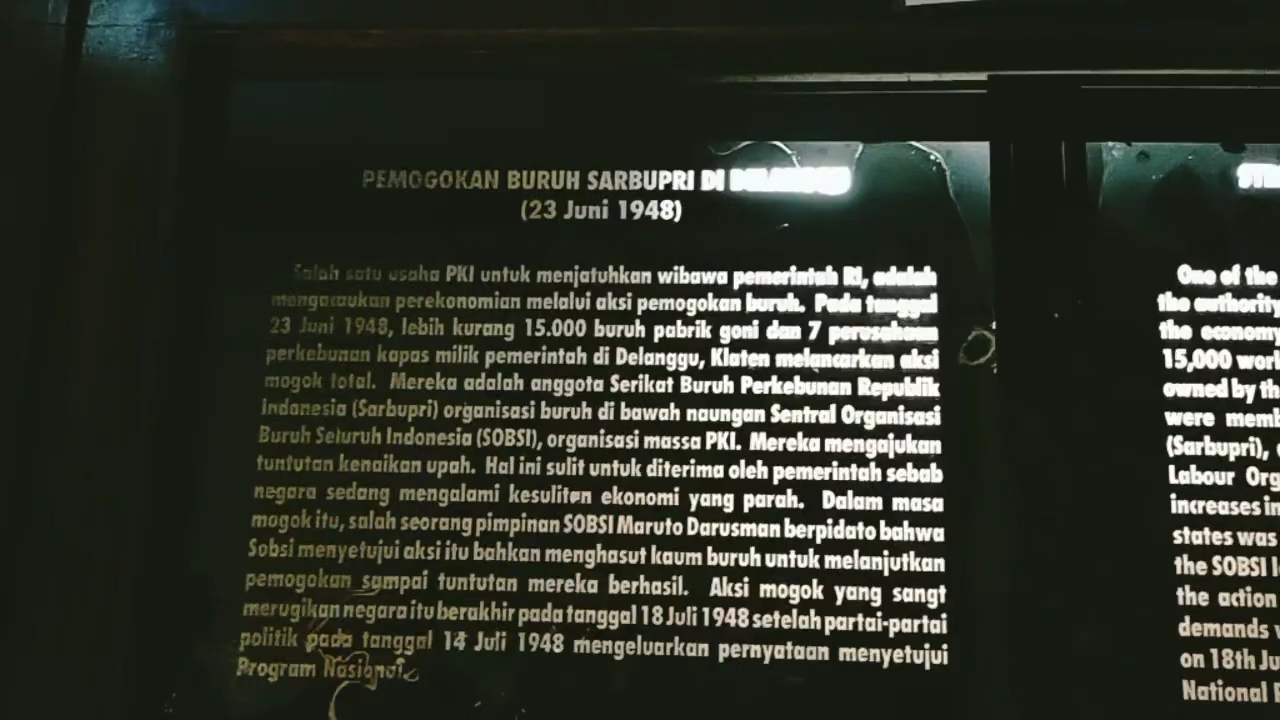 PEMOGOKAN BURUH SARBUPRI DI
(23 Juni 1948)
Salah satu usaha PKI untuk menjatuhkan wibawa pemerintah RI, adalah
mengacaukan perekonomian melalui aksi pemogokan buruh. Pada tanggal
23 Juni 1948, lebih kurang 15.000 buruh pabrik goni dan 7 perusahaan
perkebunan kapas milik pemerintah di Delanggu, Klaten melancarkan aksi
mogok total. Mereka adalah anggota Serikat Buruh Perkebunan Republik
Indonesia (Sarbupri) organisasi buruh di bawah naungan Sentral Organisasi
Buruh Seluruh Indonesia (SOBSI), organisasi massa PKI. Mereka mengajukan
tuntutan kenaikan upah. Hal ini sulit untuk diterima oleh pemerintah sebab
negara sedang mengalami kesulitan ekonomi yang parah. Dalam masa
mogok itu, salah seorang pimpinan SOBSI Maruto Darusman berpidato bahwa
Sobsi menyetujui aksi itu bahkan menghasut kaum buruh untuk melanjutkan
pemogokan sampai tuntutan mereka berhasil. Aksi mogok yang sangt
merugikan negara itu berakhir pada tanggal 18 Juli 1948 setelah partai-partai
politik pada tanggal 14 Juli 1948 mengeluarkan pernyataan menyetujui
Program Nasional.
One of the
the authority
the economy
15,000
owned by
were
(Sarbupri),
Labour
increases
states was
the SOBSI
the action
demands
on 18th
National